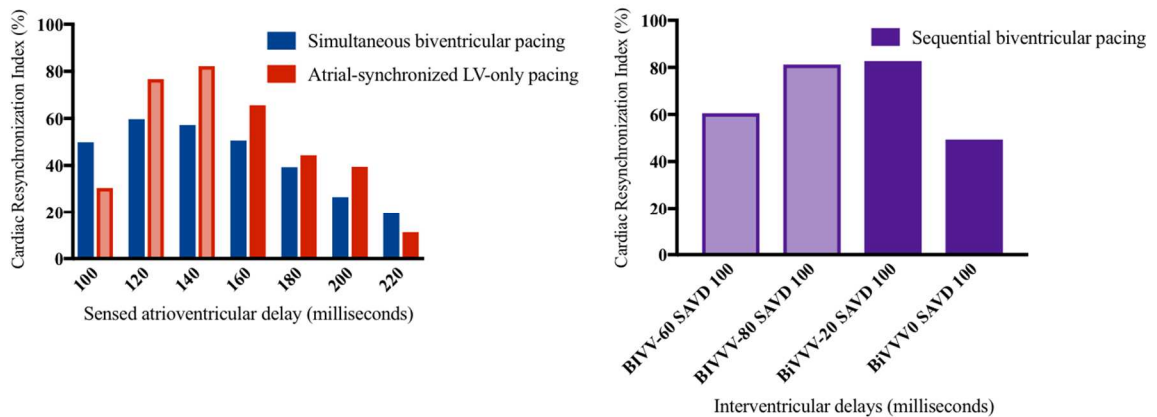 Cardiac Resynchronization Index (%)
100
80
60
40
20
0
Simultaneous biventricular pacing
Atrial-synchronized LV-only pacing
100
120
140
160
180
200
220
Sensed atrioventricular delay (milliseconds)
Cardiac Resynchronization Index (%)
100
80
60
40
20
0
Sequential biventricular pacing
BIVV-60 SAVD 100
BIVV-80 SAVD 100
BiVVV-20 SAVD 100
BiVVV0 SAVD 100
Interventricular delays (milliseconds)